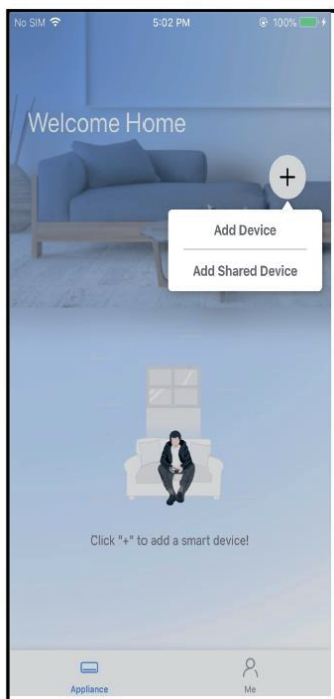 No SIM 5:02 PM 100%
Welcome Home
+
Add Device
Add Shared Device
Click "+" to add a smart device!
Appliance Me